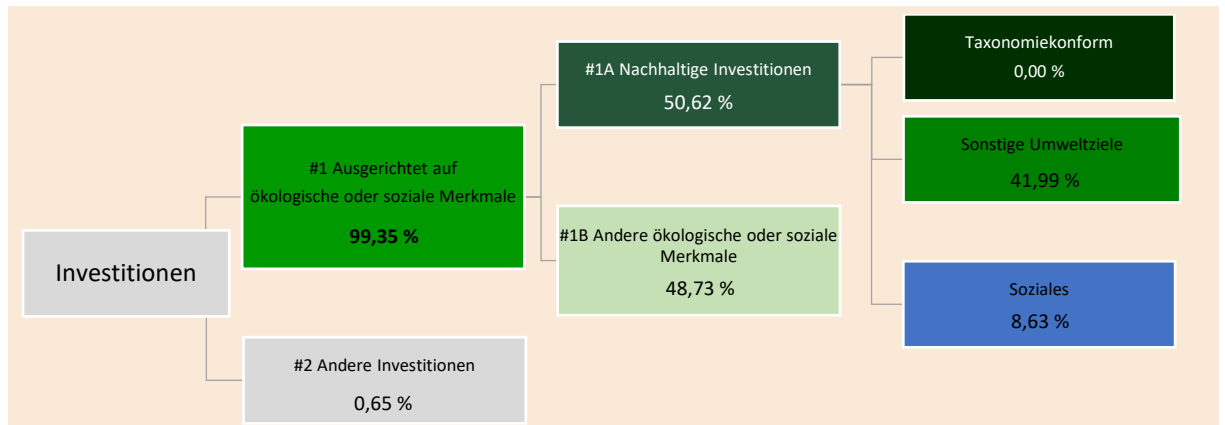 Investitionen
#1 Ausgerichtet auf
ökologische oder soziale Merkmale
99,35 %
#2 Andere Investitionen
0,65 %
#1A Nachhaltige Investitionen
50,62 %
#1B Andere ökologische oder soziale
Merkmale
48,73 %
Taxonomiekonform
0,00 %
Sonstige Umweltziele
41,99 %
Soziales
8,63 %